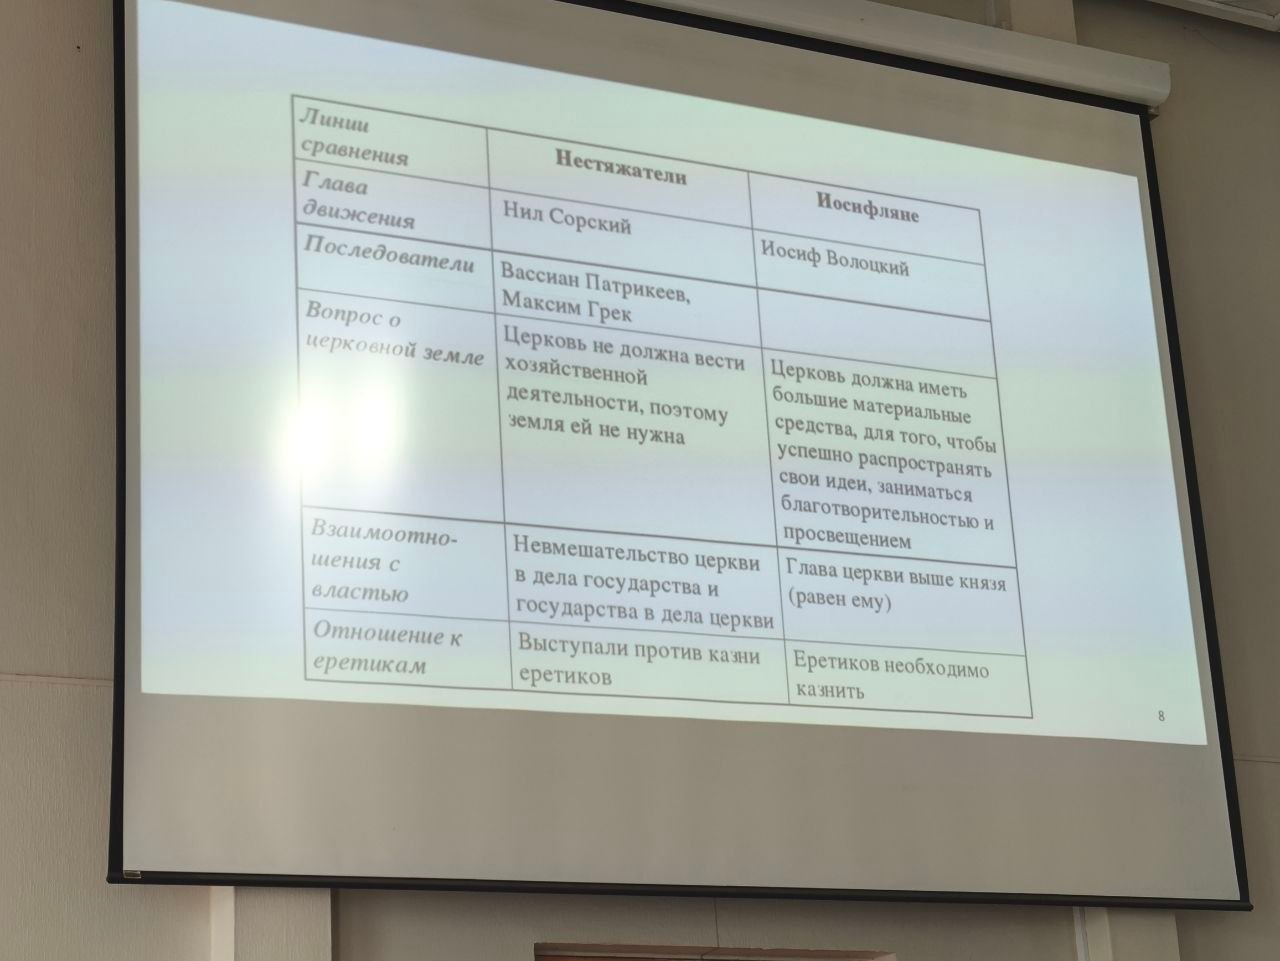 Линии
сравнения
Нестяжатели
Иосифляне
Глава
движения
Нил Сорский
Иосиф Волоцкий
Последователи
Вассиан Патрикеев,
Максим Грек
Вопрос о
церковной земле
Церковь не должна вести
хозяйственной
деятельности, поэтому
земля ей не нужна
Церковь должна иметь
большие материальные
средства, для того, чтобы
успешно распространять
свои идеи, заниматься
благотворительностью и
просвещением
Взаимоотно-
шения с
властью
Невмешательство церкви
в дела государства и
государства в дела церкви
Глава церкви выше князя
(равен ему)
Отношение к
еретикам
Выступали против казни
еретиков
Еретиков необходимо
казнить
8